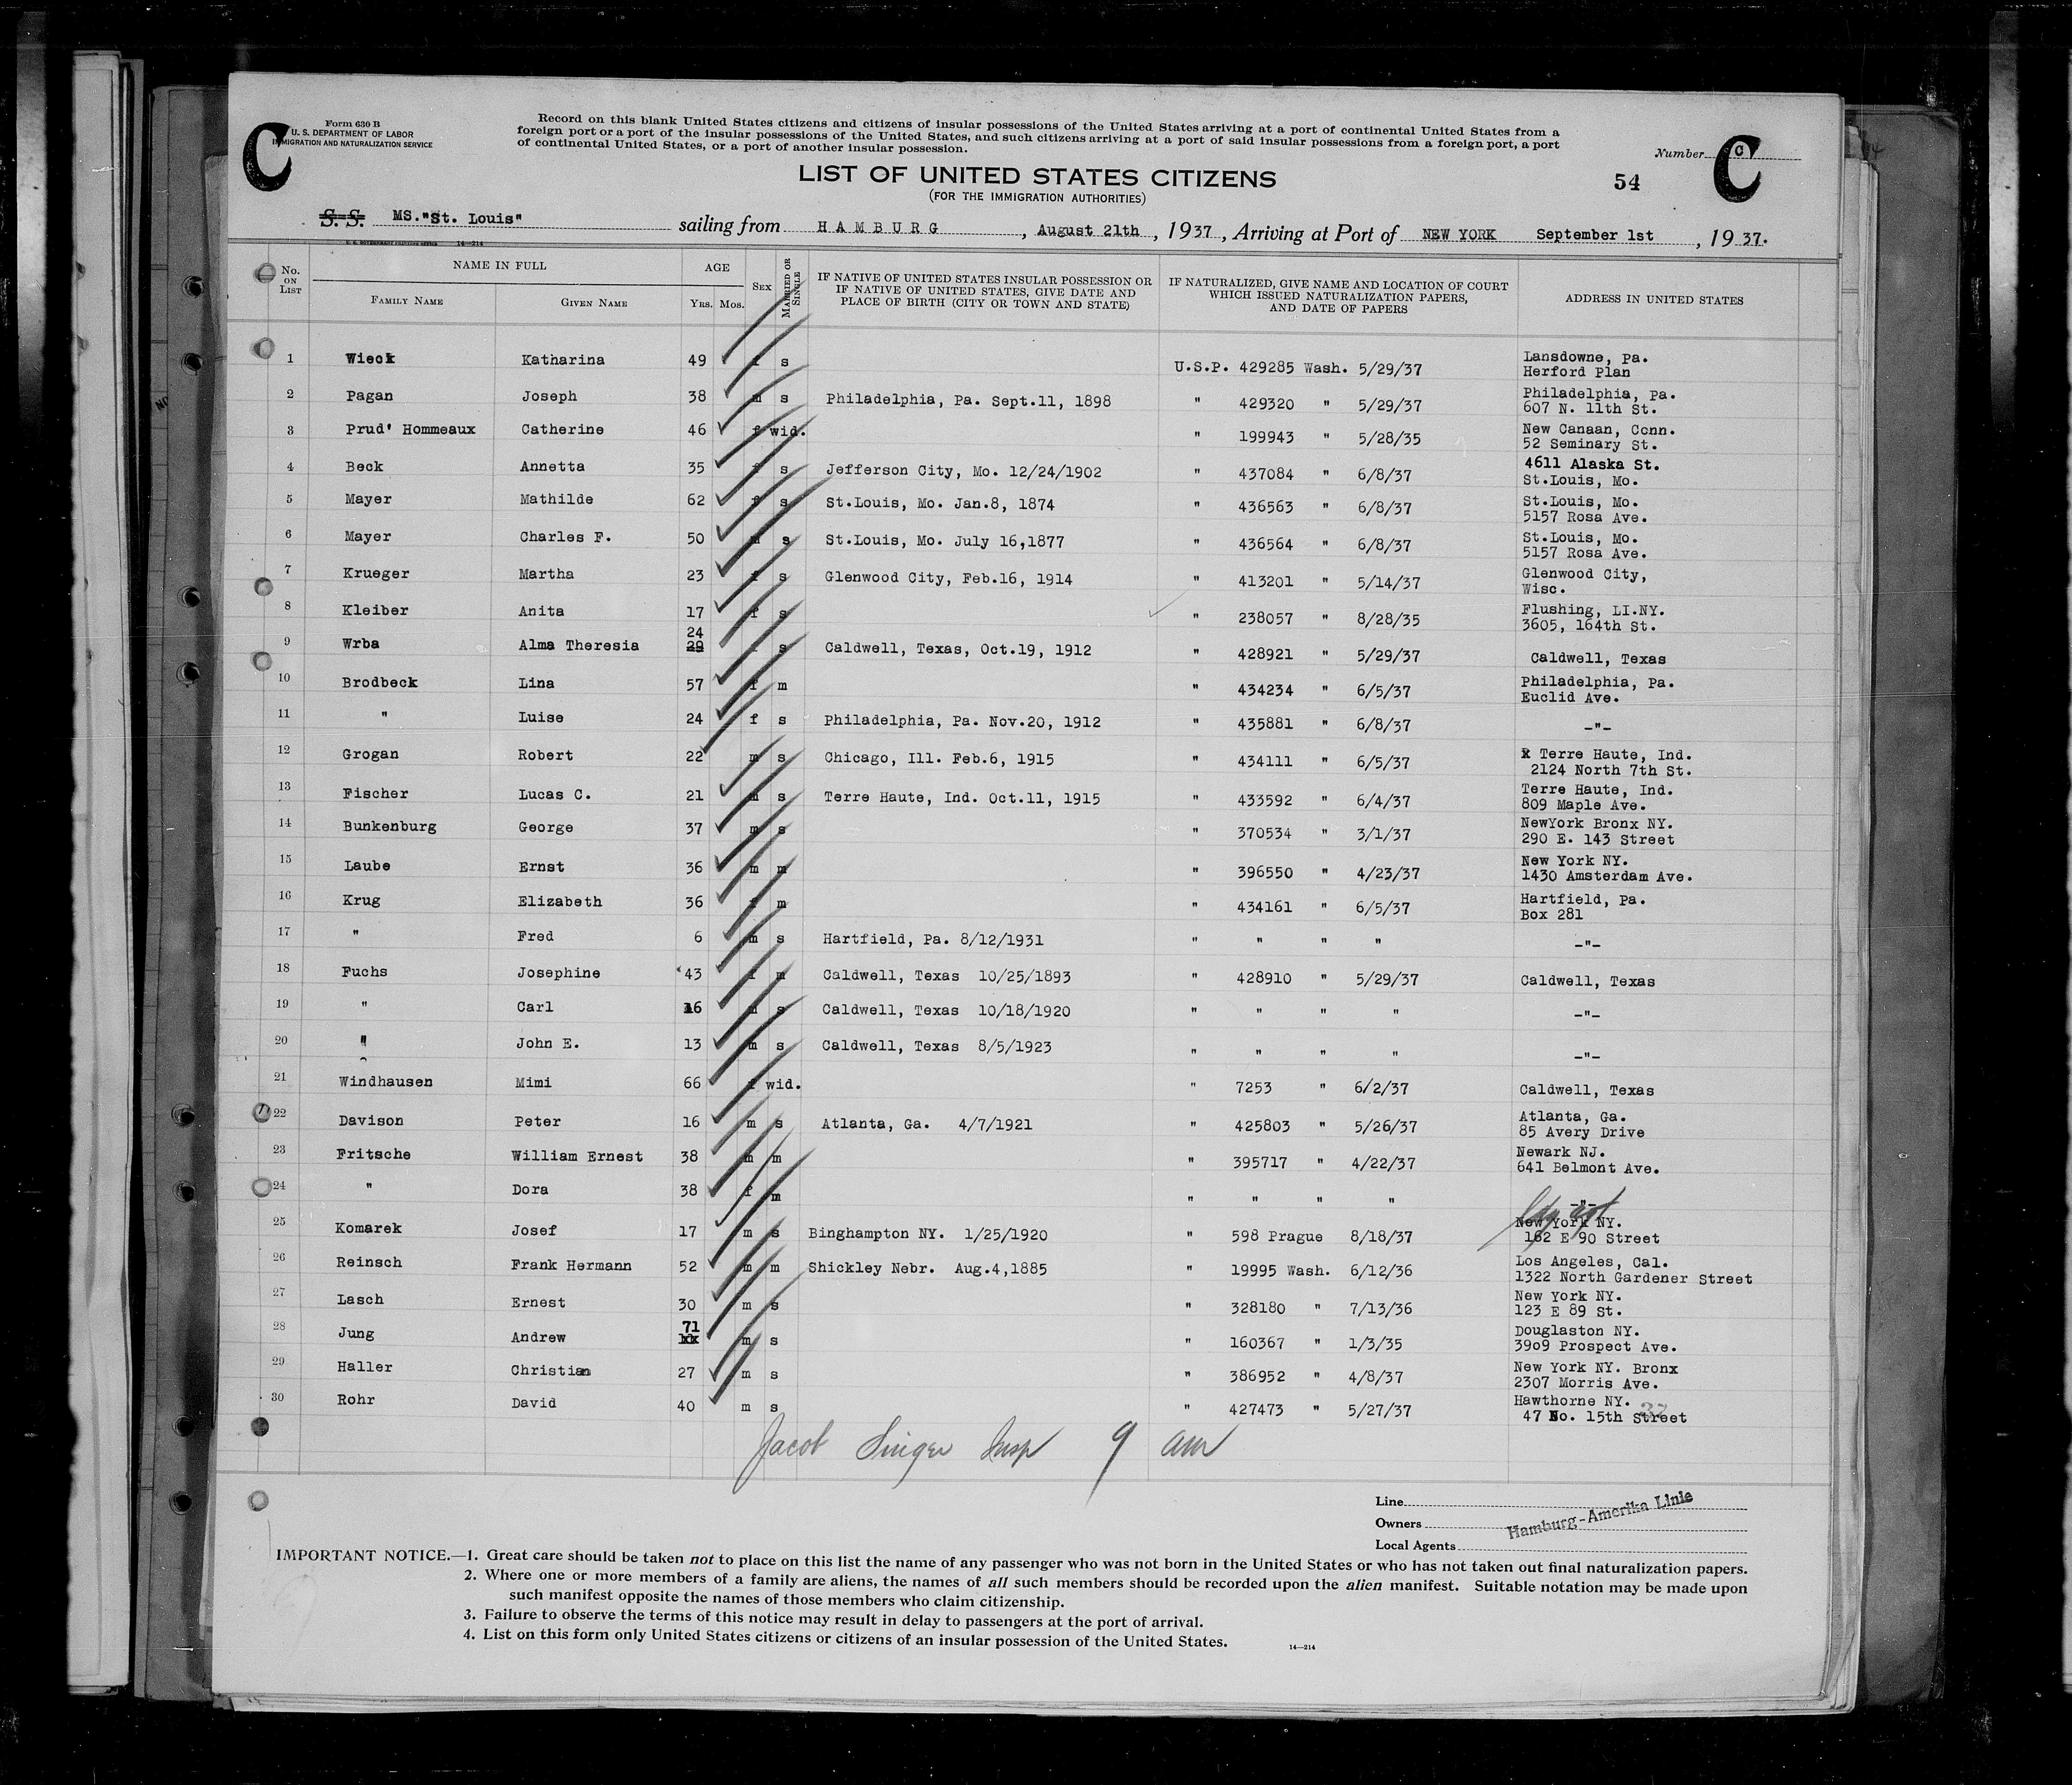 C
Form 630 B
U. S. DEPARTMENT OF LABOR
IMMIGRATION AND NATURALIZATION SERVICE
Record on this blank United States citizens and citizens of insular possessions of the United States arriving at a port of continental United States from a
foreign port or a port of the insular possessions of the United States, and such citizens arriving at a port of said insular possessions from a foreign port, a port
of continental United States, or a port of another insular possession.
Number C
C
LIST OF UNITED STATES CITIZENS
54
(FOR THE IMMIGRATION AUTHORITIES)
S. S. MS."St. Louis" sailing from HAMBURG, August 21th, 1937, Arriving at Port of NEW YORK September 1st, 1937.
14—214
No. ON LIST
NAME IN FULL
FAMILY NAME
GIVEN NAME
AGE
YRS. MOS.
SEX
MARRIED OR SINGLE
IF NATIVE OF UNITED STATES INSULAR POSSESSION OR
IF NATIVE OF UNITED STATES, GIVE DATE AND
PLACE OF BIRTH (CITY OR TOWN AND STATE)
IF NATURALIZED, GIVE NAME AND LOCATION OF COURT
WHICH ISSUED NATURALIZATION PAPERS,
AND DATE OF PAPERS
ADDRESS IN UNITED STATES
1 Wieck Katharina 49 f s U.S.P. 429285 Wash. 5/29/37 Lansdowne, Pa.
Herford Plan
2 Pagan Joseph 38 m s Philadelphia, Pa. Sept.11, 1898 " 429320 " 5/29/37 Philadelphia, Pa.
607 N. 11th St.
3 Prud' Hommeaux Catherine 46 f wid. " 199943 " 5/28/35 New Canaan, Conn.
52 Seminary St.
4 Beck Annetta 35 f s Jefferson City, Mo. 12/24/1902 " 437084 " 6/8/37 4611 Alaska St.
St.Louis, Mo.
5 Mayer Mathilde 62 f s St.Louis, Mo. Jan.8, 1874 " 436563 " 6/8/37 St.Louis, Mo.
5157 Rosa Ave.
6 Mayer Charles F. 50 m s St.Louis, Mo. July 16,1877 " 436564 " 6/8/37 St.Louis, Mo.
5157 Rosa Ave.
7 Krueger Martha 23 f s Glenwood City, Feb.16, 1914 " 413201 " 5/14/37 Glenwood City,
Wisc.
8 Kleiber Anita 17 f s " 238057 " 8/28/35 Flushing, LI.NY.
3605, 164th St.
24
9 Wrba Alma Theresia 29 f s Caldwell, Texas, Oct.19, 1912 " 428921 " 5/29/37 Caldwell, Texas
10 Brodbeck Lina 57 f m " 434234 " 6/5/37 Philadelphia, Pa.
Euclid Ave.
11 " Luise 24 f s Philadelphia, Pa. Nov.20, 1912 " 435881 " 6/8/37 -"-
12 Grogan Robert 22 m s Chicago, Ill. Feb.6, 1915 " 434111 " 6/5/37 x Terre Haute, Ind.
2124 North 7th St.
13 Fischer Lucas C. 21 m s Terre Haute, Ind. Oct.11, 1915 " 433592 " 6/4/37 Terre Haute, Ind.
809 Maple Ave.
14 Bunkenburg George 37 m s " 370534 " 3/1/37 NewYork Bronx NY.
290 E. 143 Street
15 Laube Ernst 36 m m " 396550 " 4/23/37 New York NY.
1430 Amsterdam Ave.
16 Krug Elizabeth 36 f m " 434161 " 6/5/37 Hartfield, Pa.
Box 281
17 " Fred 6 m s Hartfield, Pa. 8/12/1931 " " " " -"-
18 Fuchs Josephine 43 f m Caldwell, Texas 10/25/1893 " 428910 " 5/29/37 Caldwell, Texas
19 " Carl 16 m s Caldwell, Texas 10/18/1920 " " " " -"-
20 " John E. 13 m s Caldwell, Texas 8/5/1923 " " " " -"-
21 Windhausen Mimi 66 f wid. " 7253 " 6/2/37 Caldwell, Texas
22 Davison Peter 16 m s Atlanta, Ga. 4/7/1921 " 425803 " 5/26/37 Atlanta, Ga.
85 Avery Drive
23 Fritsche William Ernest 38 m m " 395717 " 4/22/37 Newark NJ.
641 Belmont Ave.
24 " Dora 38 f m " " " " -"-
25 Komarek Josef 17 m s Binghampton NY. 1/25/1920 " 598 Prague 8/18/37 New York NY.
162 E 90 Street
26 Reinsch Frank Hermann 52 m m Shickley Nebr. Aug.4,1885 " 19995 Wash. 6/12/36 Los Angeles, Cal.
1322 North Gardener Street
27 Lasch Ernest 30 m s " 328180 " 7/13/36 New York NY.
123 E 89 St.
71
28 Jung Andrew xx m s " 160367 " 1/3/35 Douglaston NY.
3909 Prospect Ave.
29 Haller Christian 27 m s " 386952 " 4/8/37 New York NY. Bronx
2307 Morris Ave.
30 Rohr David 40 m s " 427473 " 5/27/37 Hawthorne NY.
47 No. 15th Street
Jacob Singer Insp 9 am
Line
Owners Hamburg-Amerika Linie
Local Agents
IMPORTANT NOTICE.—1. Great care should be taken not to place on this list the name of any passenger who was not born in the United States or who has not taken out final naturalization papers.
2. Where one or more members of a family are aliens, the names of all such members should be recorded upon the alien manifest. Suitable notation may be made upon
such manifest opposite the names of those members who claim citizenship.
3. Failure to observe the terms of this notice may result in delay to passengers at the port of arrival.
4. List on this form only United States citizens or citizens of an insular possession of the United States.
14—214